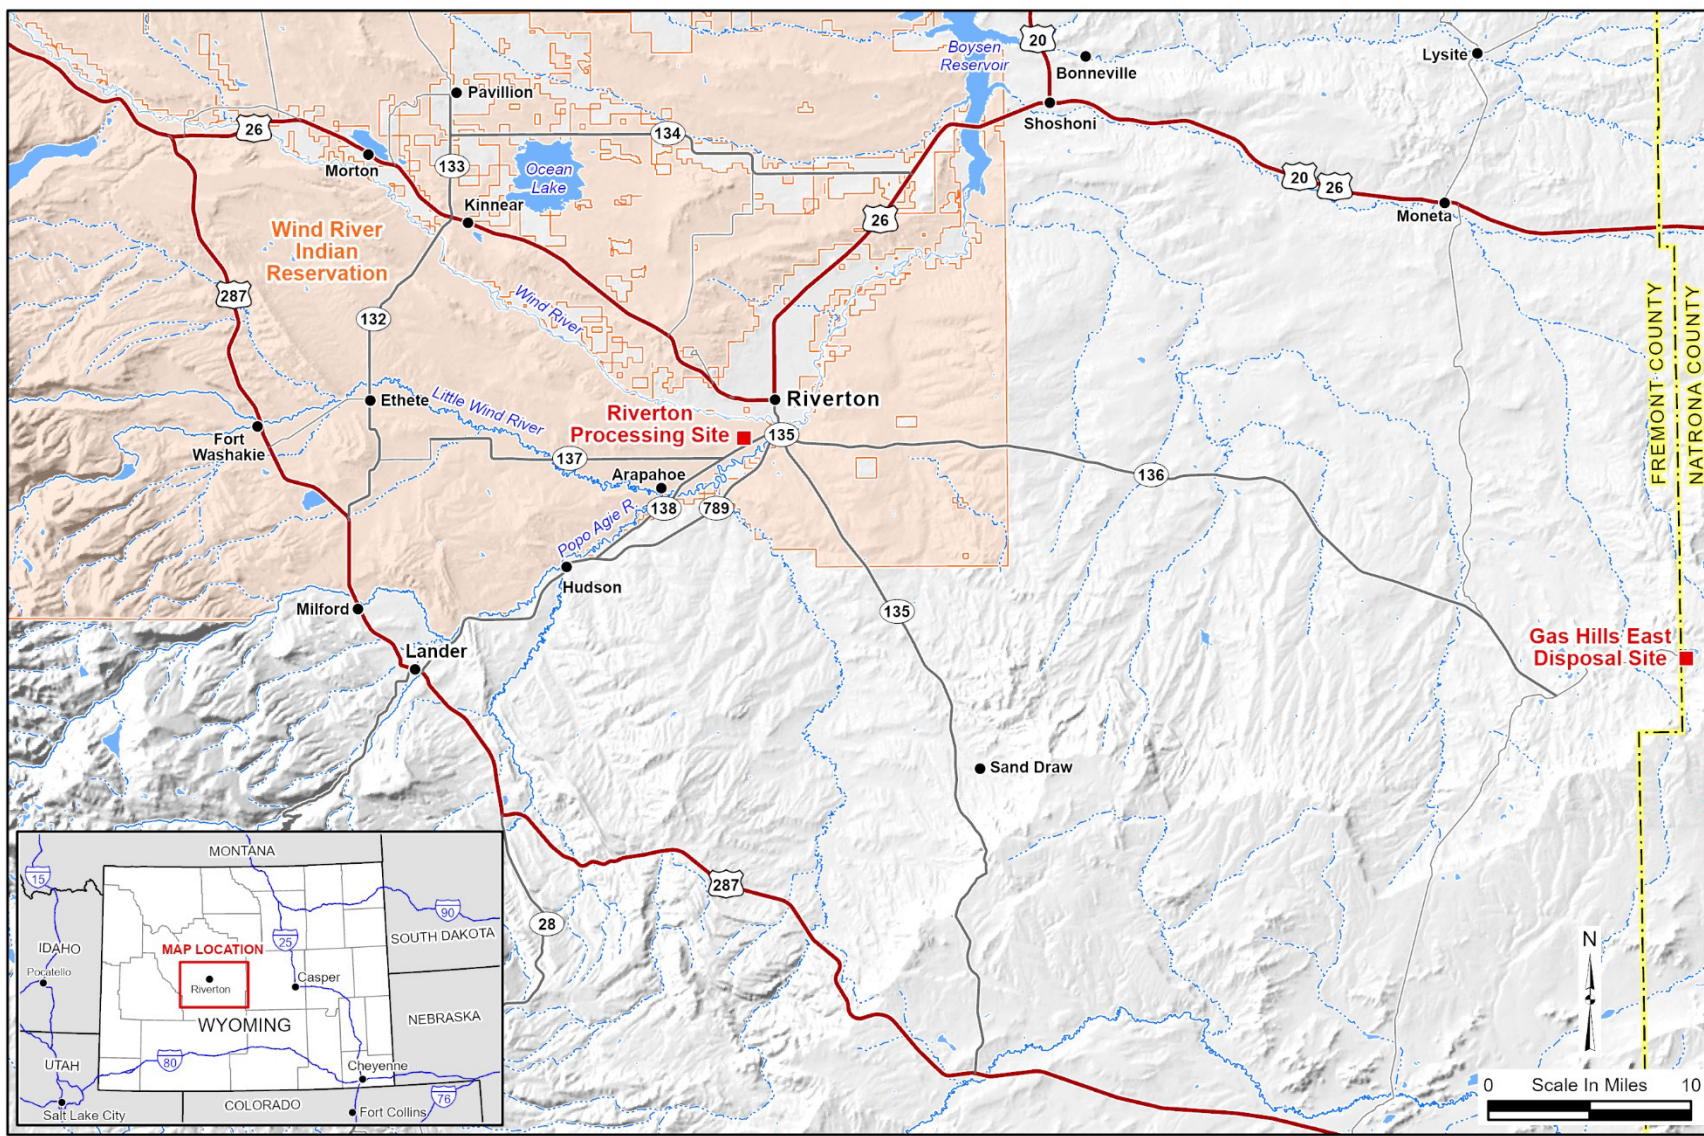 Boysen
Reservoir
20
Bonneville
Lysite
Pavillion
Shoshoni
26
134
133
Morton
Ocean
Lake
20
26
Kinnear
26
Moneta
Wind River
Indian
Reservation
287
Wind River
132
FREMONT COUNTY
NATRONA COUNTY
Ethete
Little Wind River
Riverton
Riverton
Processing Site
135
Fort
Washakie
137
Arapahoe
136
138
789
Popo Agie R.
Hudson
Milford
135
Lander
Gas Hills East
Disposal Site
Sand Draw
287
28
MONTANA
15
90
25
SOUTH DAKOTA
IDAHO
MAP LOCATION
Pocatello
Riverton
Casper
WYOMING
NEBRASKA
80
UTAH
Cheyenne
76
Salt Lake City
COLORADO
Fort Collins
N
0 Scale In Miles 10